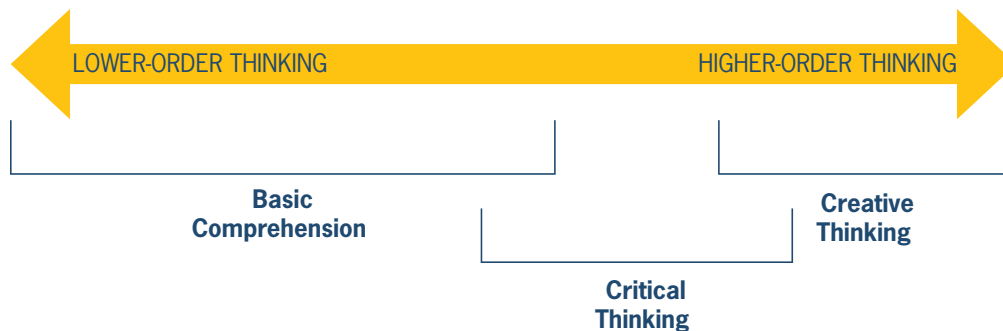 LOWER-ORDER THINKING
HIGHER-ORDER THINKING
Basic
Comprehension
Creative
Thinking
Critical
Thinking